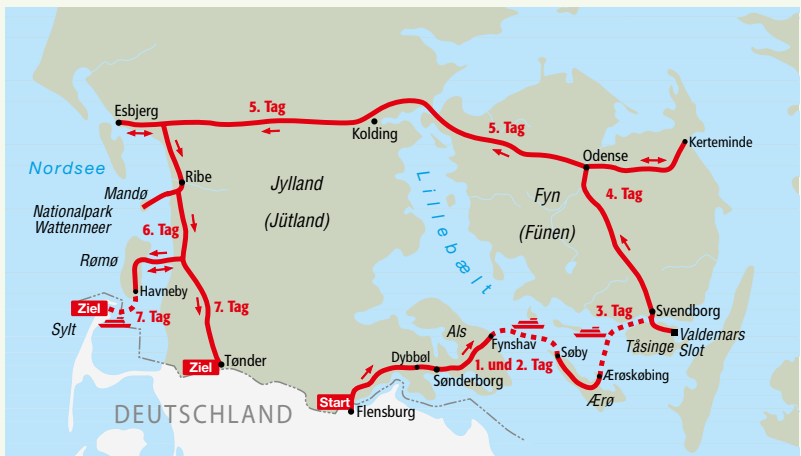 5. Tag
Esbjerg
Kolding
5. Tag
Kerteminde
Odense
Nordsee
Ribe
Jylland
(Jütland)
Lillebælt
Fyn
(Fünen)
4. Tag
Mandø
Nationalpark
Wattenmeer
6. Tag
Rømø
Havneby
Ziel
7. Tag
7. Tag
Sylt
3. Tag
Svendborg
Als
Fynshav
Tåsinge
Valdemars
Slot
Dybbøl
Søby
Ziel
Tønder
Sønderborg
1. und 2. Tag
Ærøskøbing
Ærø
Start
Flensburg
DEUTSCHLAND